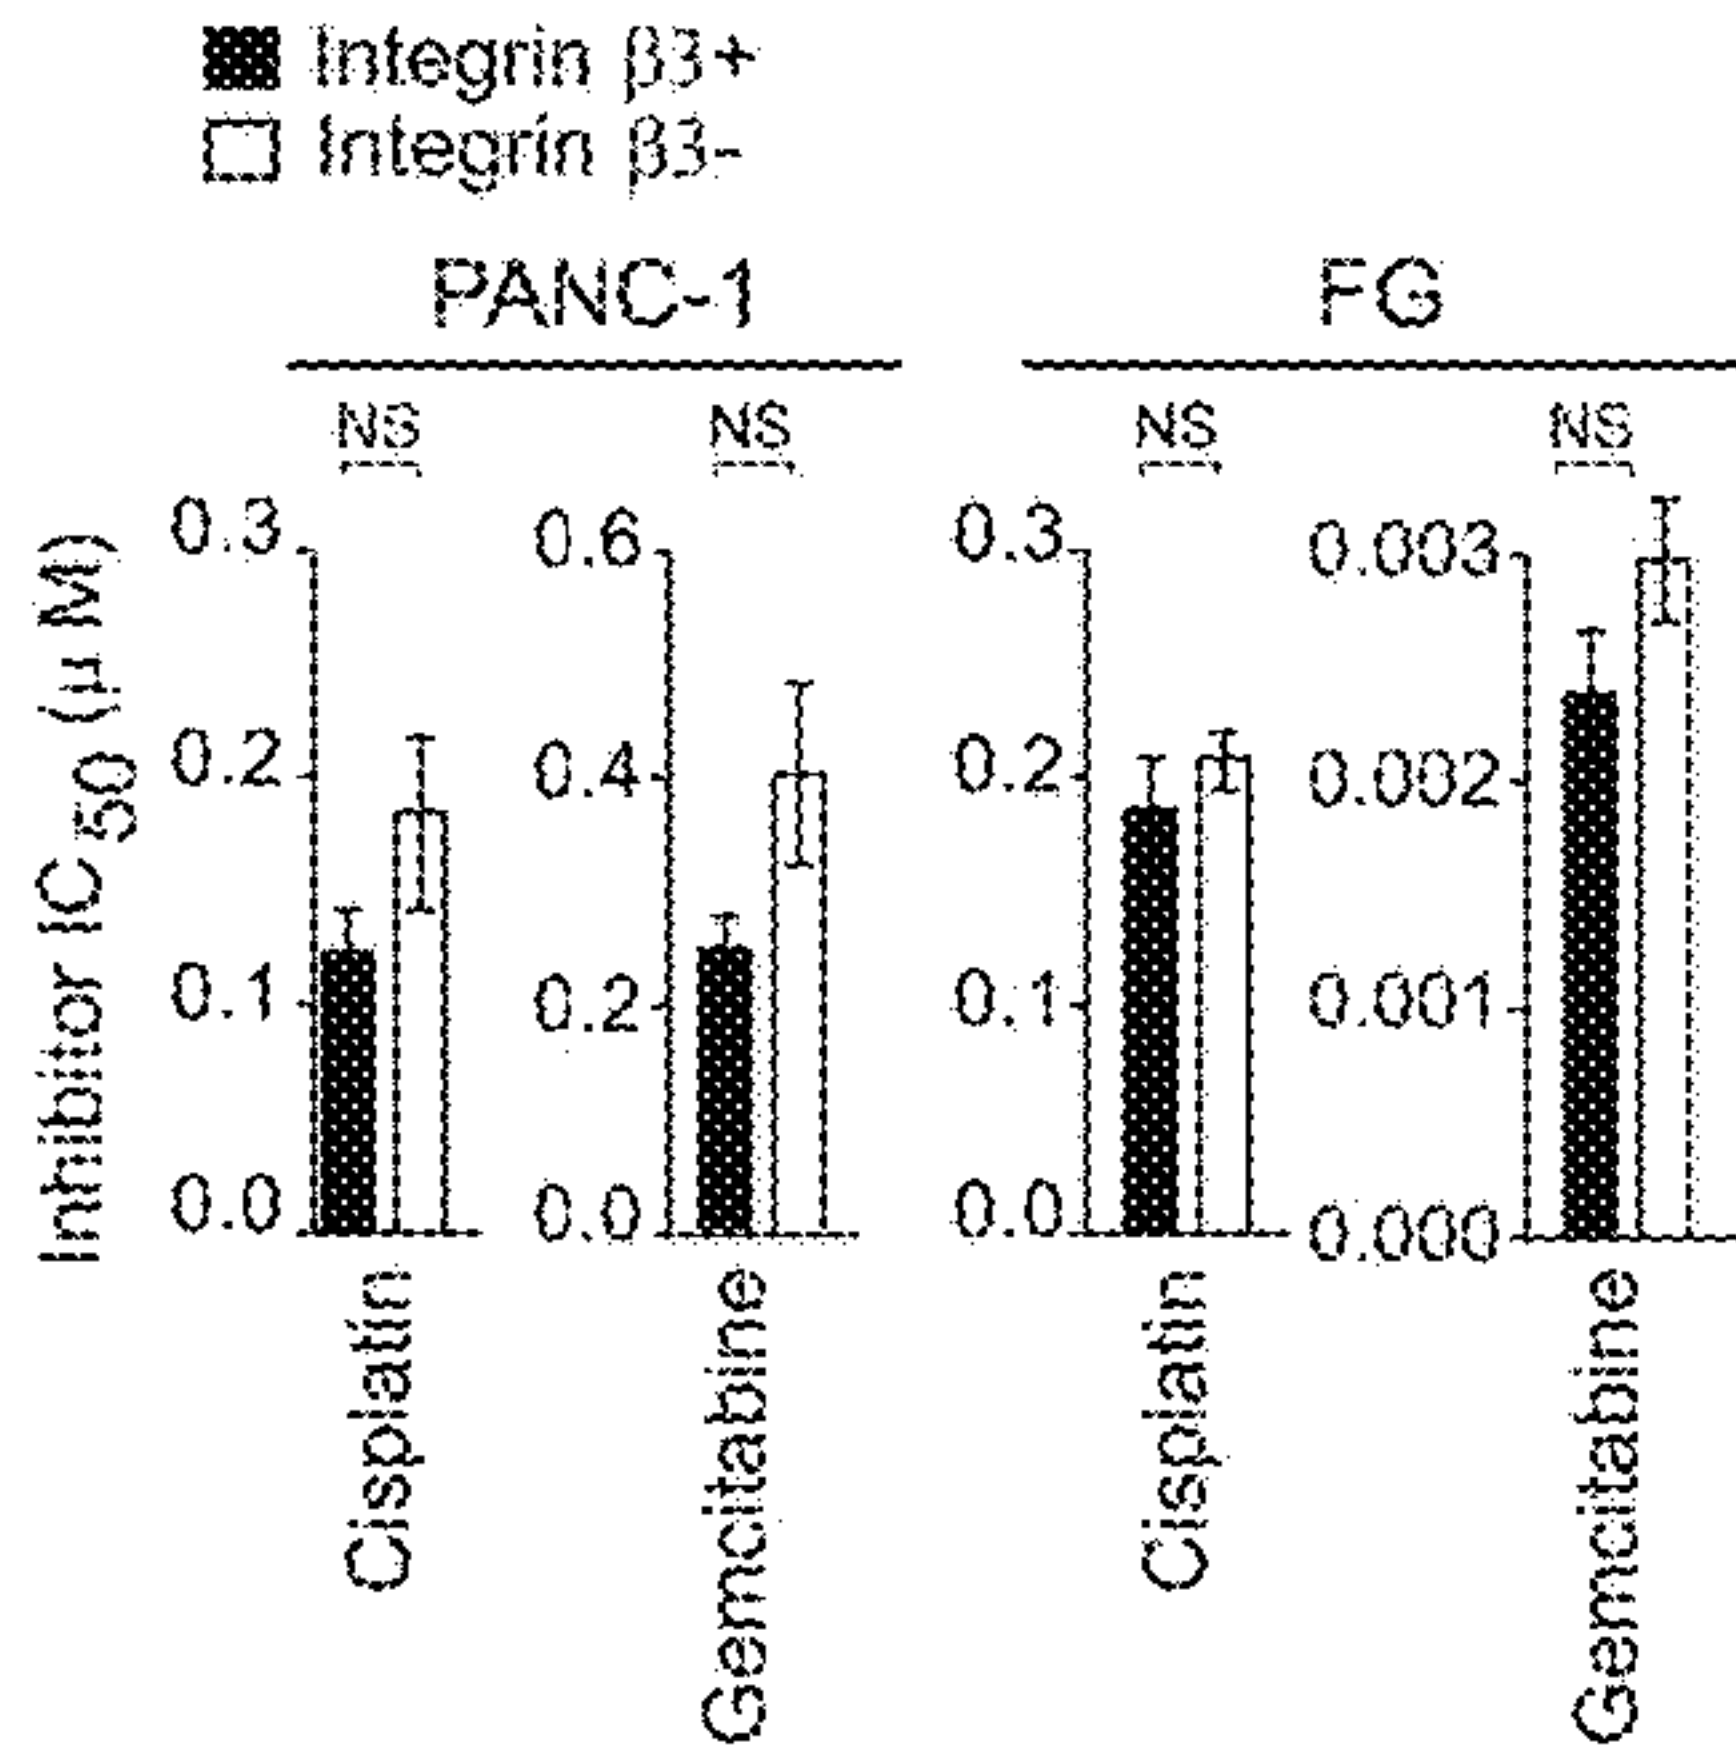 Integrin β3+
Integrin β3-
PANC-1
FG
NS
NS
NS
NS
Inhibitor IC50 (μ M)
0.3
0.2
0.1
0.0
0.6
0.4
0.2
0.0
0.3
0.2
0.1
0.0
0.003
0.002
0.001
0.000
Cisplatin
Gemcitabine
Cisplatin
Gemcitabine